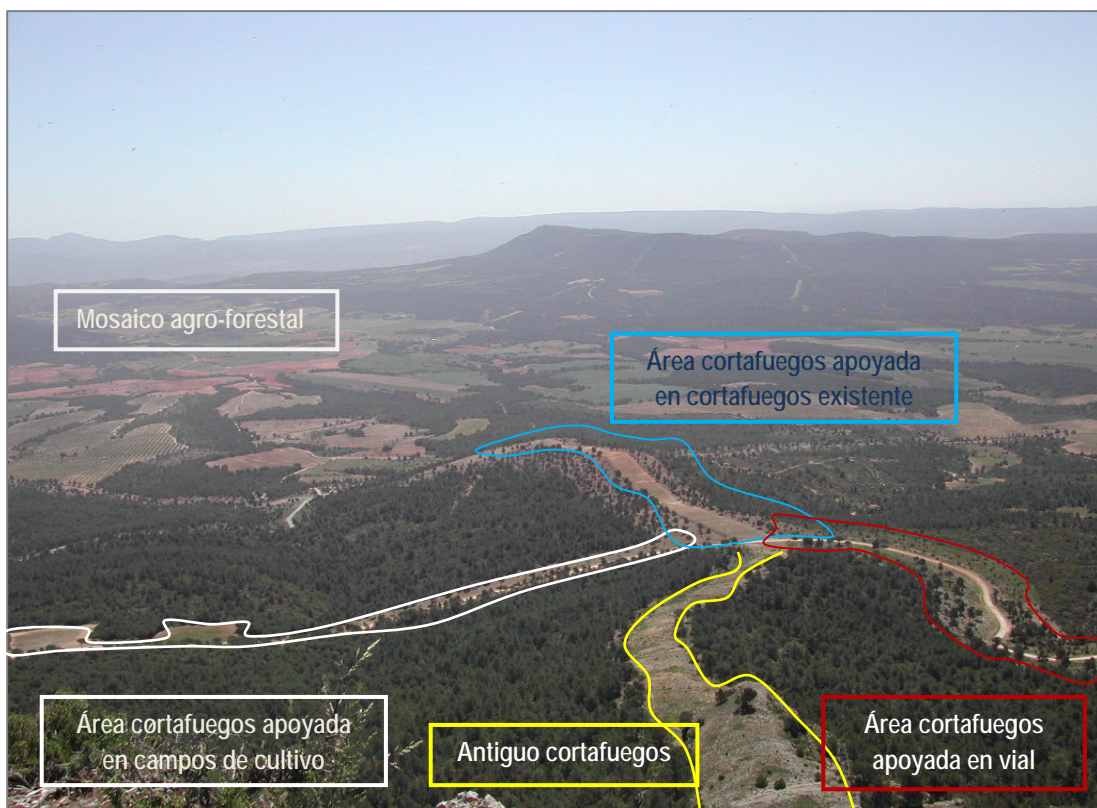 Mosaico agro-forestal
Área cortafuegos apoyada
en cortafuegos existente
Área cortafuegos apoyada
en campos de cultivo
Antiguo cortafuegos
Área cortafuegos
apoyada en vial